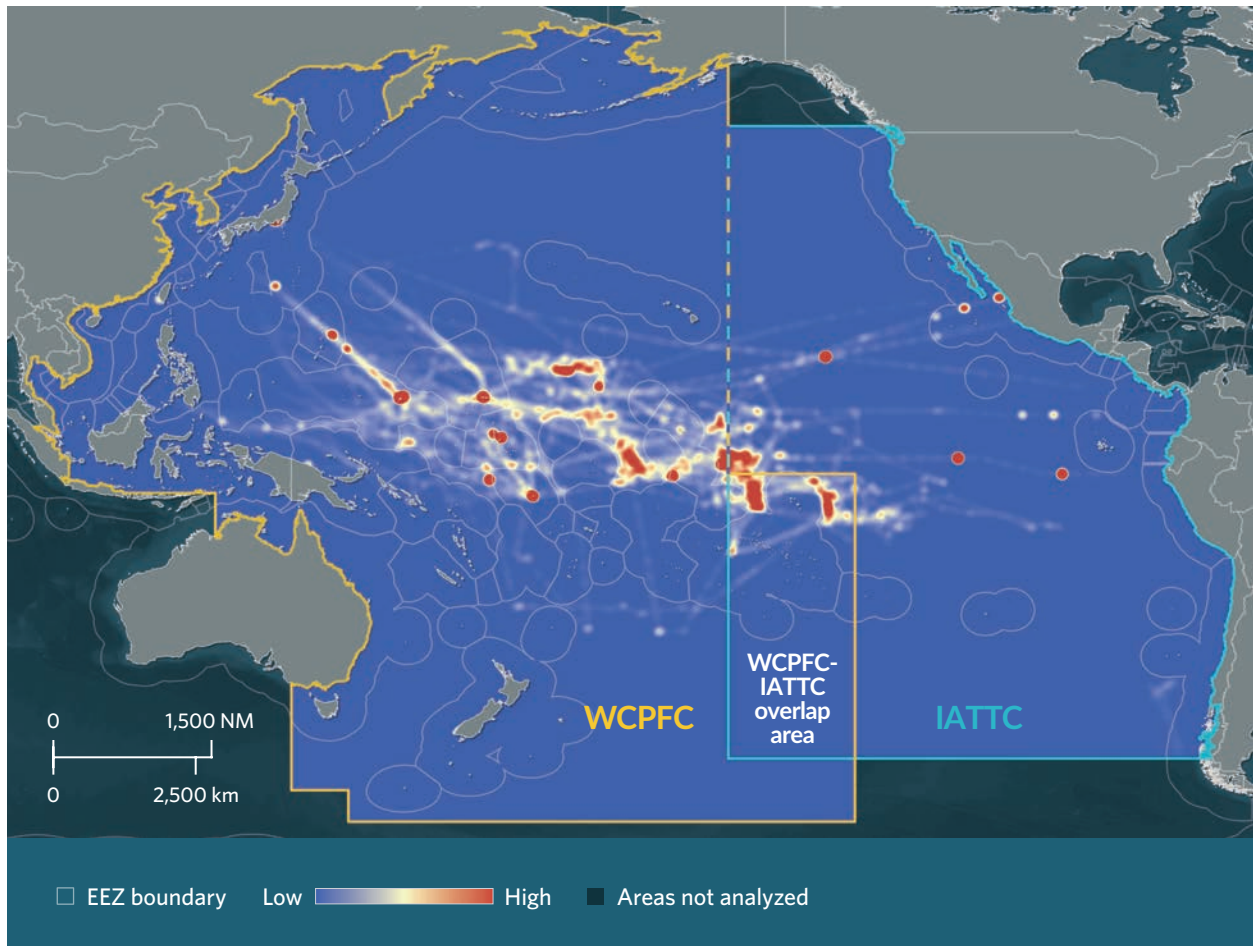 WCPFC-
IATTC
overlap
area
WCPFC
IATTC
0 1,500 NM
0 2,500 km
EEZ boundary Low High Areas not analyzed